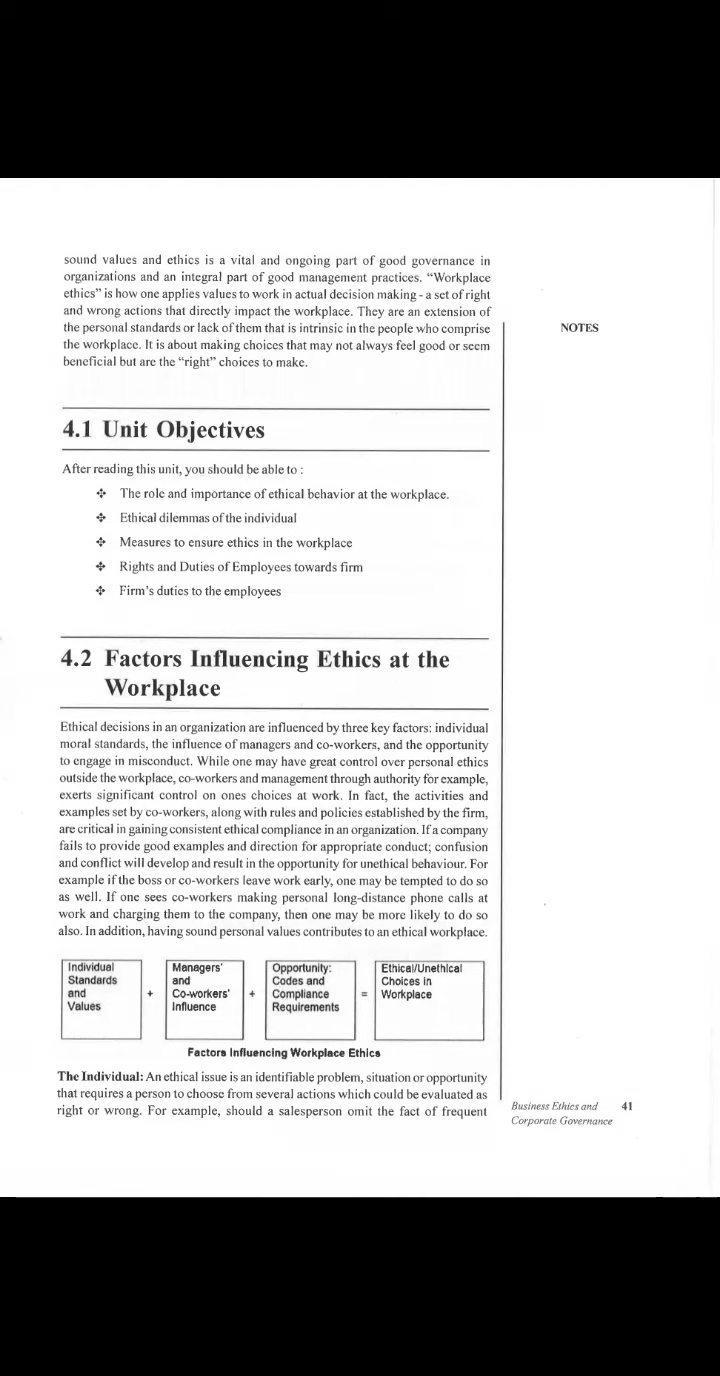 sound values and ethics is a vital and ongoing part of good governance in
organizations and an integral part of good management practices. “Workplace
ethics” is how one applies values to work in actual decision making - a set of right
and wrong actions that directly impact the workplace. They are an extension of
the personal standards or lack of them that is intrinsic in the people who comprise
the workplace. It is about making choices that may not always feel good or seem
beneficial but are the “right” choices to make.
NOTES
4.1 Unit Objectives
After reading this unit, you should be able to :
❖ The role and importance of ethical behavior at the workplace.
❖ Ethical dilemmas of the individual
❖ Measures to ensure ethics in the workplace
❖ Rights and Duties of Employees towards firm
❖ Firm’s duties to the employees
4.2 Factors Influencing Ethics at the
Workplace
Ethical decisions in an organization are influenced by three key factors: individual
moral standards, the influence of managers and co-workers, and the opportunity
to engage in misconduct. While one may have great control over personal ethics
outside the workplace, co-workers and management through authority for example,
exerts significant control on ones choices at work. In fact, the activities and
examples set by co-workers, along with rules and policies established by the firm,
are critical in gaining consistent ethical compliance in an organization. If a company
fails to provide good examples and direction for appropriate conduct; confusion
and conflict will develop and result in the opportunity for unethical behaviour. For
example if the boss or co-workers leave work early, one may be tempted to do so
as well. If one sees co-workers making personal long-distance phone calls at
work and charging them to the company, then one may be more likely to do so
also. In addition, having sound personal values contributes to an ethical workplace.
Individual
Standards
and
Values
+
Managers’
and
Co-workers’
Influence
+
Opportunity:
Codes and
Compliance
Requirements
=
Ethical/Unethical
Choices in
Workplace
Factors Influencing Workplace Ethics
The Individual: An ethical issue is an identifiable problem, situation or opportunity
that requires a person to choose from several actions which could be evaluated as
right or wrong. For example, should a salesperson omit the fact of frequent
Business Ethics and 41
Corporate Governance